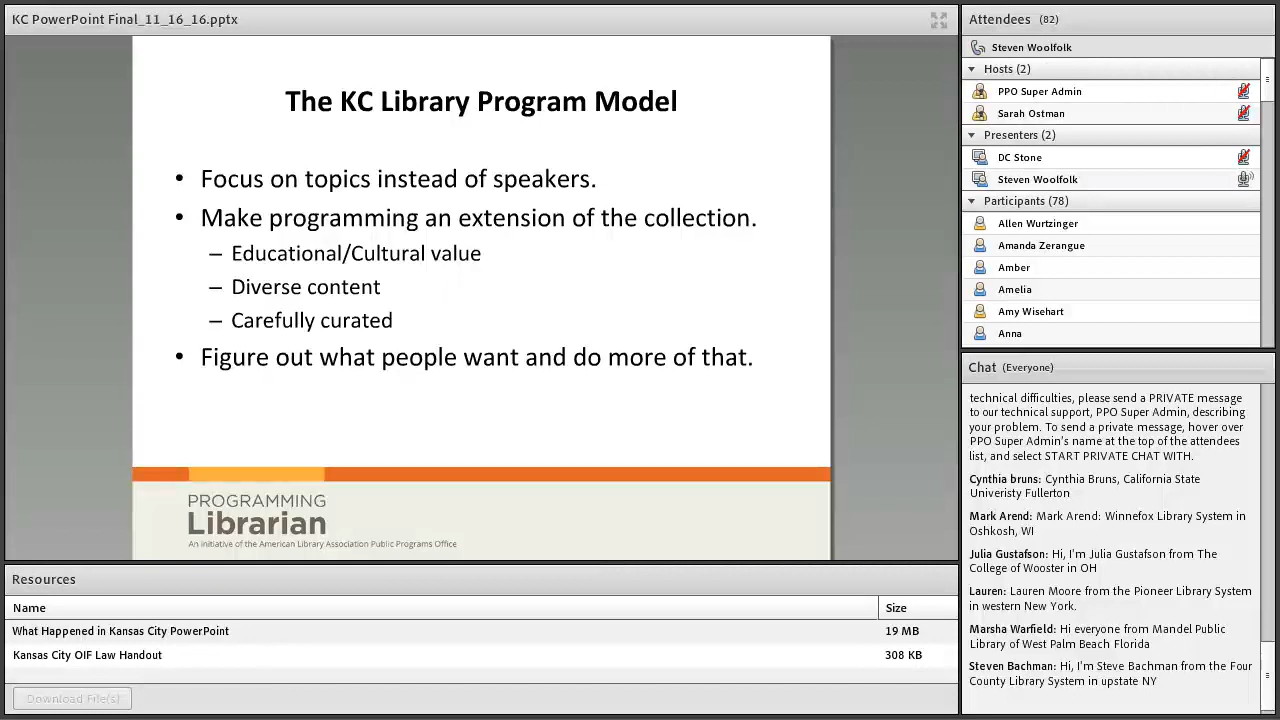 KC PowerPoint Final_11_16_16.pptx
The KC Library Program Model
• Focus on topics instead of speakers.
• Make programming an extension of the collection.
– Educational/Cultural value
– Diverse content
– Carefully curated
• Figure out what people want and do more of that.
PROGRAMMING
Librarian
An initiative of the American Library Association Public Programs Office
Resources
Name Size
What Happened in Kansas City PowerPoint 19 MB
Kansas City OIF Law Handout 308 KB
Download File(s)
Attendees (82)
Steven Woolfolk
Hosts (2)
PPO Super Admin
Sarah Ostman
Presenters (2)
DC Stone
Steven Woolfolk
Participants (78)
Allen Wurtzinger
Amanda Zerangue
Amber
Amelia
Amy Wisehart
Anna
Chat (Everyone)
technical difficulties, please send a PRIVATE message
to our technical support, PPO Super Admin, describing
your problem. To send a private message, hover over
PPO Super Admin's name at the top of the attendees
list, and select START PRIVATE CHAT WITH.
Cynthia bruns: Cynthia Bruns, California State
Univeristy Fullerton
Mark Arend: Mark Arend: Winnefox Library System in
Oshkosh, WI
Julia Gustafson: Hi, I'm Julia Gustafson from The
College of Wooster in OH
Lauren: Lauren Moore from the Pioneer Library System
in western New York.
Marsha Warfield: Hi everyone from Mandel Public
Library of West Palm Beach Florida
Steven Bachman: Hi, I'm Steve Bachman from the Four
County Library System in upstate NY